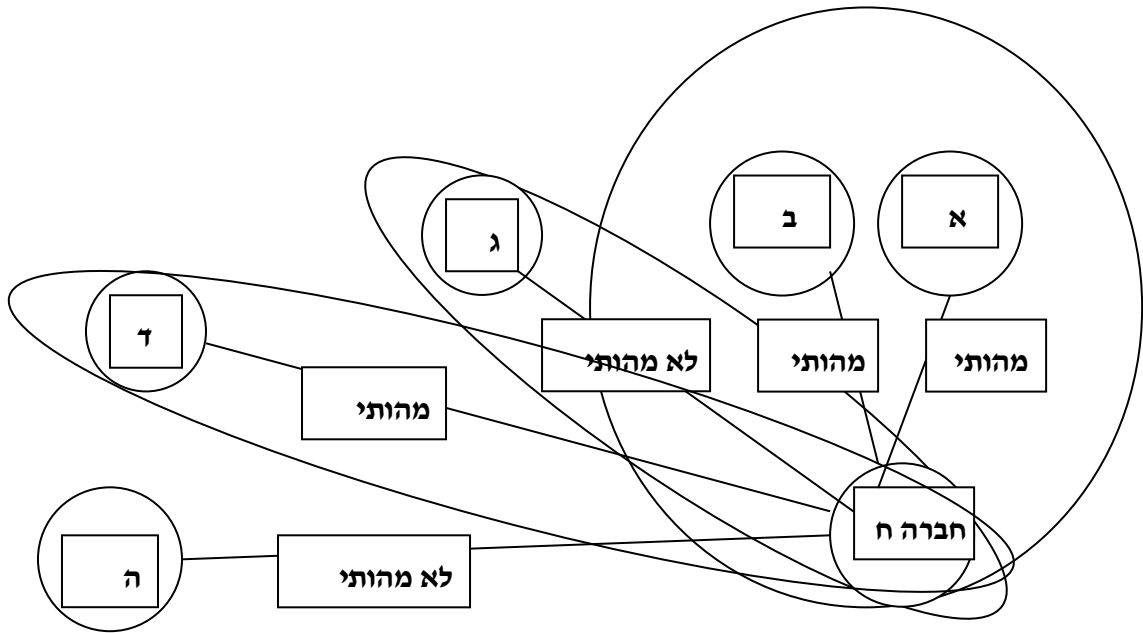 א
ב
ג
ד
מהותי
מהותי
לא מהותי
מהותי
חברה ח
לא מהותי
ה